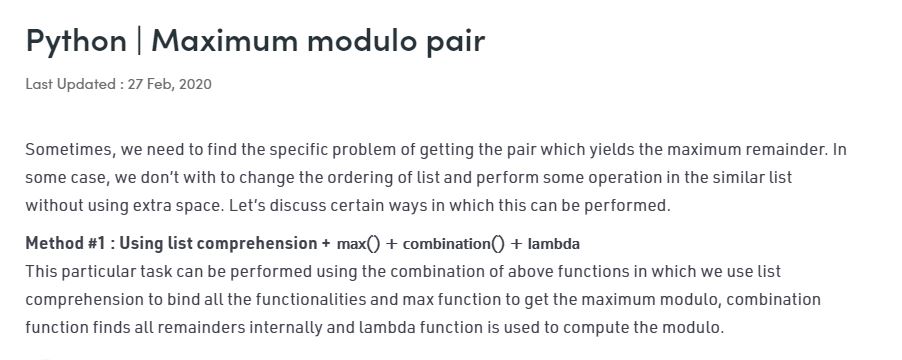 Python | Maximum modulo pair
Last Updated : 27 Feb, 2020
Sometimes, we need to find the specific problem of getting the pair which yields the maximum remainder. In
some case, we don’t with to change the ordering of list and perform some operation in the similar list
without using extra space. Let’s discuss certain ways in which this can be performed.
Method #1 : Using list comprehension + max() + combination() + lambda
This particular task can be performed using the combination of above functions in which we use list
comprehension to bind all the functionalities and max function to get the maximum modulo, combination
function finds all remainders internally and lambda function is used to compute the modulo.